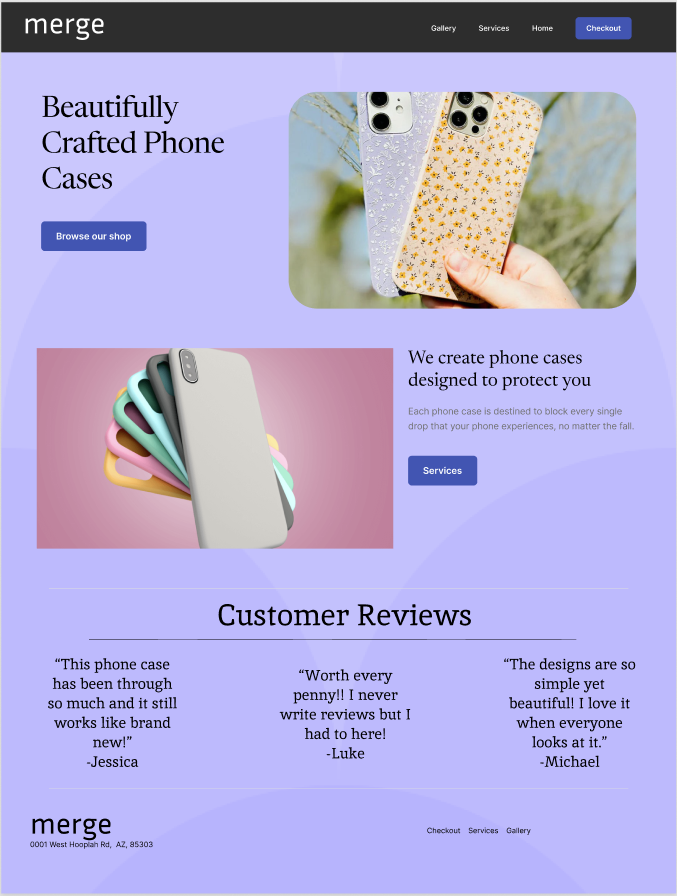 merge
Gallery Services Home Checkout
Beautifully
Crafted Phone
Cases
Browse our shop
We create phone cases
designed to protect you
Each phone case is destined to block every single
drop that your phone experiences, no matter the fall.
Services
Customer Reviews
“This phone case
has been through
so much and it still
works like brand
new!”
-Jessica
“Worth every
penny!! I never
write reviews but I
had to here!
-Luke
“The designs are so
simple yet
beautiful! I love it
when everyone
looks at it.”
-Michael
merge
0001 West Hooplah Rd, AZ, 85303
Checkout Services Gallery